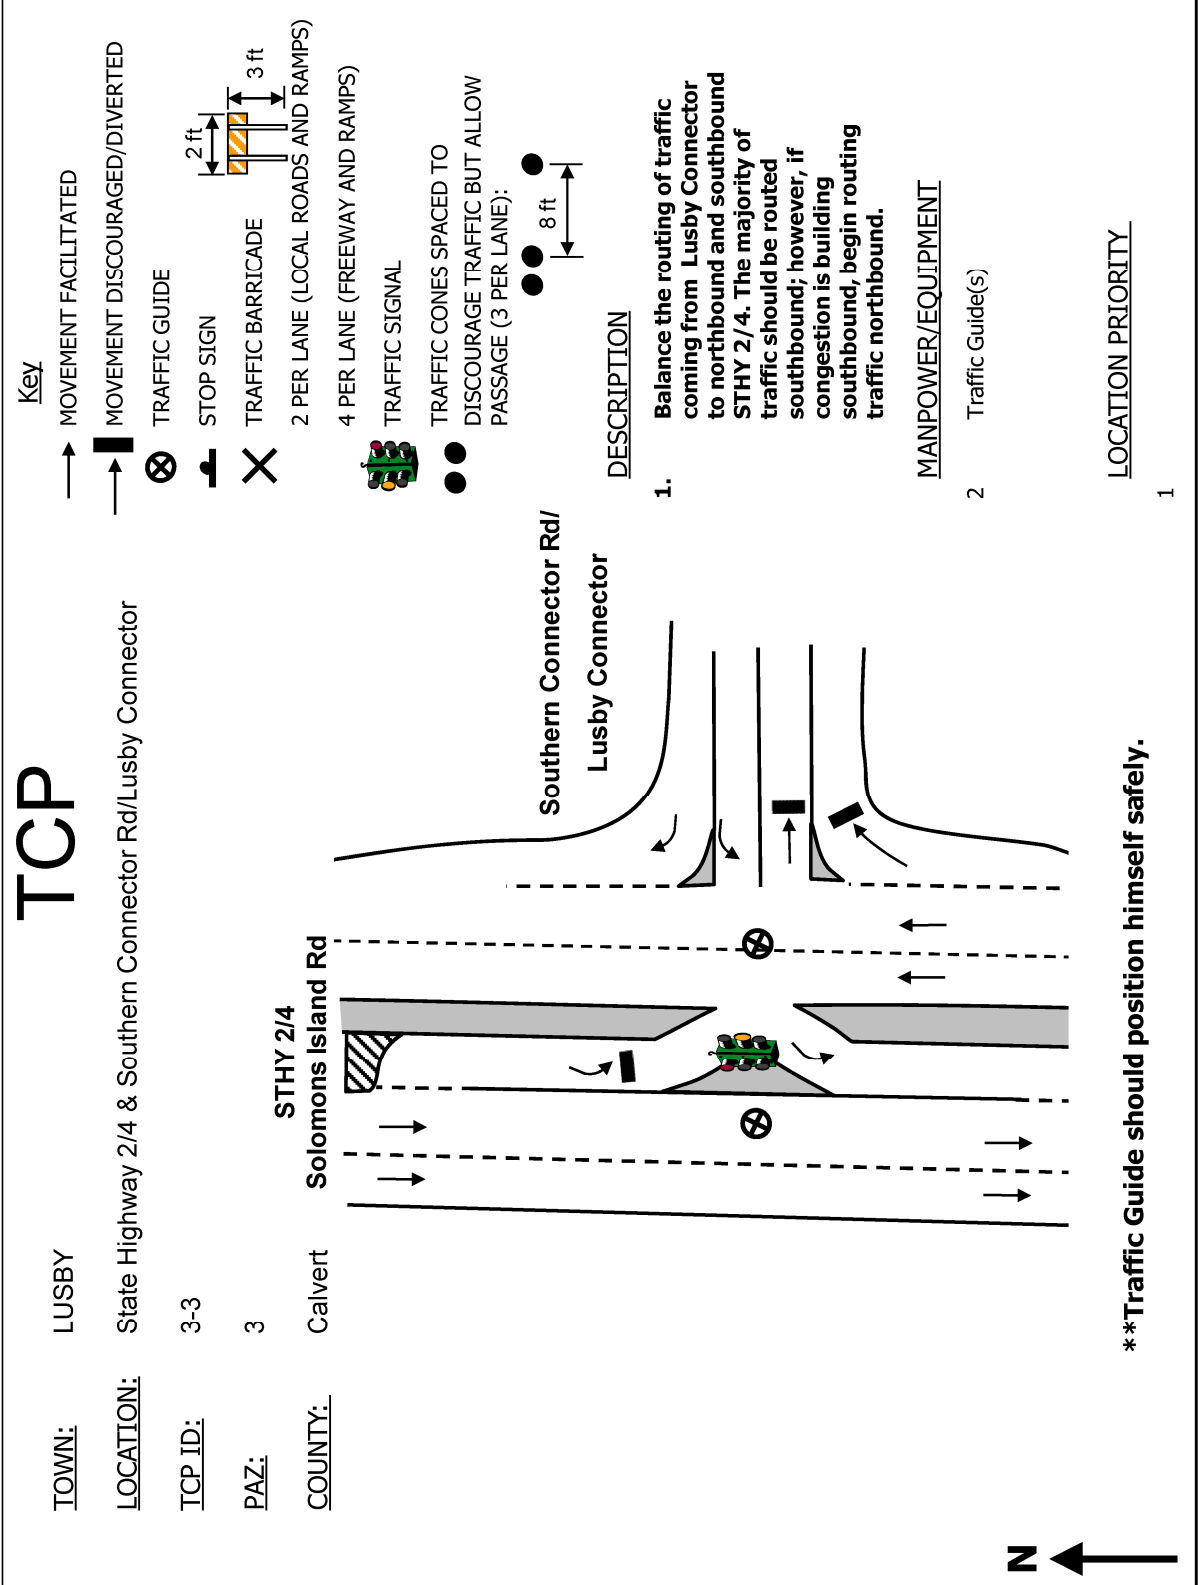 TCP
TOWN: LUSBY
LOCATION: State Highway 2/4 & Southern Connector Rd/Lusby Connector
TCP ID: 3-3
PAZ: 3
COUNTY: Calvert
STHY 2/4
Solomons Island Rd
Southern Connector Rd/
Lusby Connector
**Traffic Guide should position himself safely.
N
Key
MOVEMENT FACILITATED
MOVEMENT DISCOURAGED/DIVERTED
TRAFFIC GUIDE
STOP SIGN
TRAFFIC BARRICADE
2 ft
3 ft
2 PER LANE (LOCAL ROADS AND RAMPS)
4 PER LANE (FREEWAY AND RAMPS)
TRAFFIC SIGNAL
TRAFFIC CONES SPACED TO
DISCOURAGE TRAFFIC BUT ALLOW
PASSAGE (3 PER LANE):
8 ft
DESCRIPTION
1. Balance the routing of traffic
coming from Lusby Connector
to northbound and southbound
STHY 2/4. The majority of
traffic should be routed
southbound; however, if
congestion is building
southbound, begin routing
traffic northbound.
MANPOWER/EQUIPMENT
2 Traffic Guide(s)
LOCATION PRIORITY
1